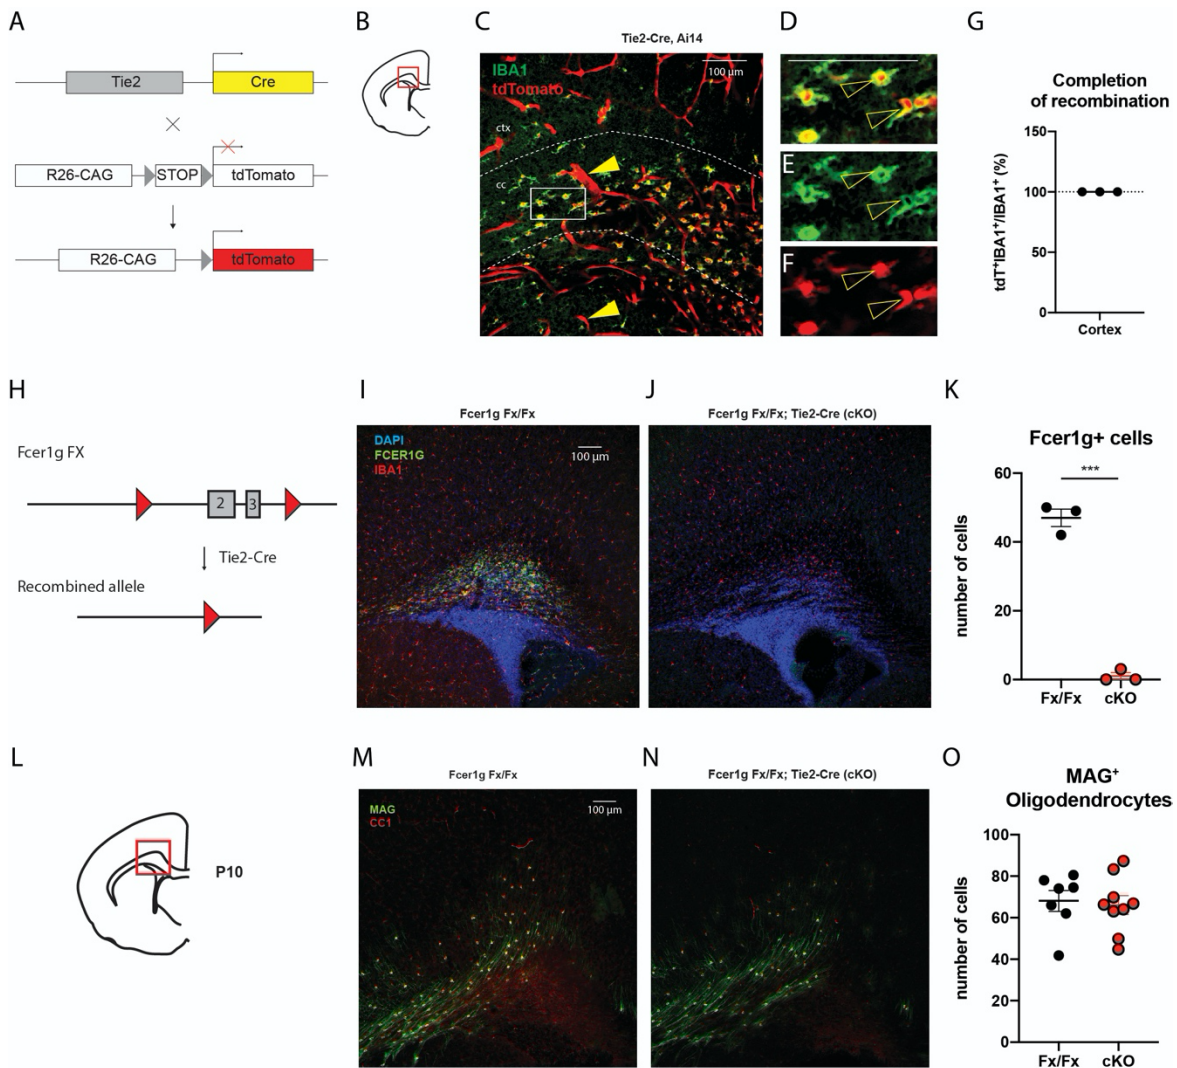 A
Tie2
Cre
R26-CAG
STOP
tdTomato
R26-CAG
tdTomato
B
C
Tie2-Cre, Ai14
IBA1
tdTomato
100 µm
ctx
cc
D
E
F
G
Completion
of recombination
tdT+IBA1+/IBA1+ (%)
150
100
50
0
Cortex
H
Fcer1g FX
2
3
Tie2-Cre
Recombined allele
I
Fcer1g Fx/Fx
DAPI
FCER1G
IBA1
100 µm
J
Fcer1g Fx/Fx; Tie2-Cre (cKO)
K
Fcer1g+ cells
***
number of cells
60
40
20
0
Fx/Fx
cKO
L
P10
M
Fcer1g Fx/Fx
MAG
CC1
100 µm
N
Fcer1g Fx/Fx; Tie2-Cre (cKO)
O
MAG+
Oligodendrocytes
number of cells
100
80
60
40
20
0
Fx/Fx
cKO